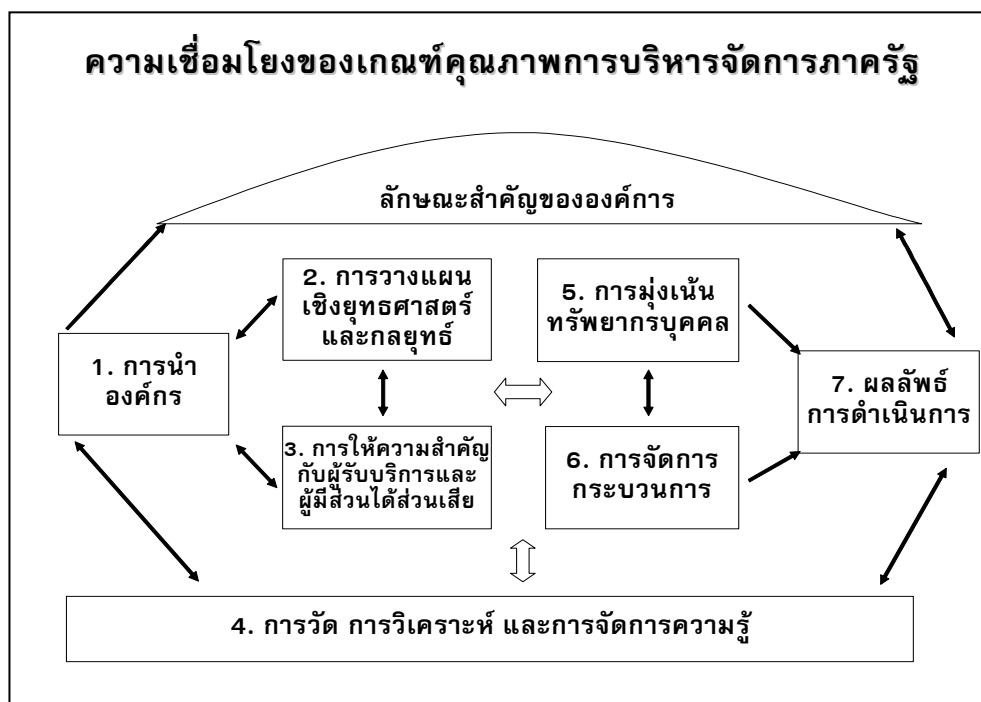 ความเชื่อมโยงของเกณฑ์คุณภาพการบริหารจัดการภาครัฐ
ลักษณะสำคัญขององค์การ
1. การนำ
องค์กร
2. การวางแผน
เชิงยุทธศาสตร์
และกลยุทธ์
3. การให้ความสำคัญ
กับผู้รับบริการและ
ผู้มีส่วนได้ส่วนเสีย
5. การมุ่งเน้น
ทรัพยากรบุคคล
6. การจัดการ
กระบวนการ
7. ผลลัพธ์
การดำเนินการ
4. การวัด การวิเคราะห์ และการจัดการความรู้